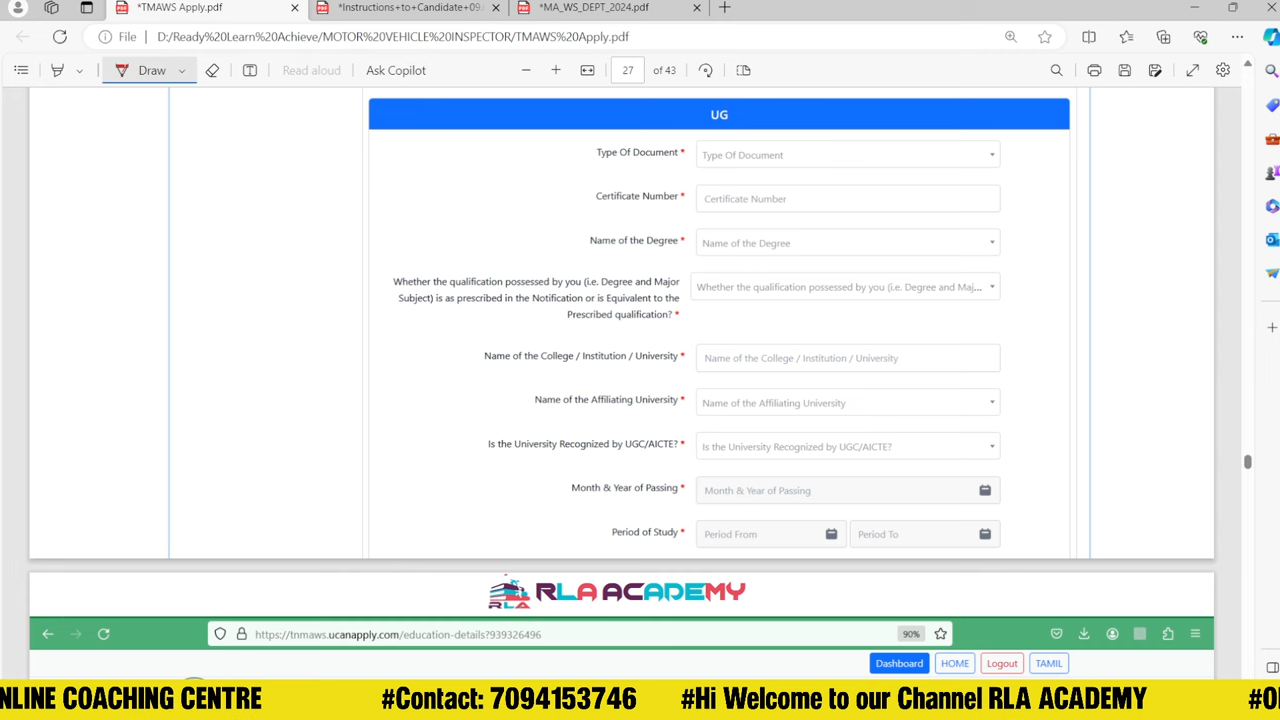 *TMAWS Apply.pdf
*Instructions+to+Candidate+09.
*MA_WS_DEPT_2024.pdf
File
D:/Ready%20Learn%20Achieve/MOTOR%20VEHICLE%20INSPECTOR/TMAWS%20Apply.pdf
Draw
Read aloud
Ask Copilot
27 of 43
UG
Type Of Document *
Type Of Document
Certificate Number *
Certificate Number
Name of the Degree *
Name of the Degree
Whether the qualification possessed by you (i.e. Degree and Major
Subject) is as prescribed in the Notification or is Equivalent to the
Prescribed qualification? *
Whether the qualification possessed by you (i.e. Degree and Maj...
Name of the College / Institution / University *
Name of the College / Institution / University
Name of the Affiliating University *
Name of the Affiliating University
Is the University Recognized by UGC/AICTE? *
Is the University Recognized by UGC/AICTE?
Month & Year of Passing *
Month & Year of Passing
Period of Study *
Period From
Period To
RLA
RLA ACADEMY
https://tnmaws.ucanapply.com/education-details?939326496
90%
Dashboard
HOME
Logout
TAMIL
NLINE COACHING CENTRE #Contact: 7094153746 #Hi Welcome to our Channel RLA ACADEMY